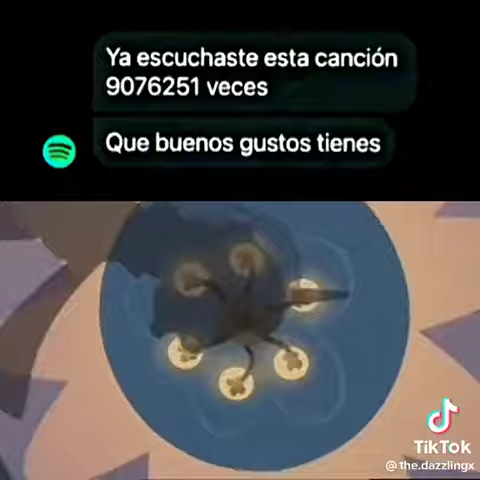 Ya escuchaste esta canción
9076251 veces
Que buenos gustos tienes
TikTok
@the.dazzlingx